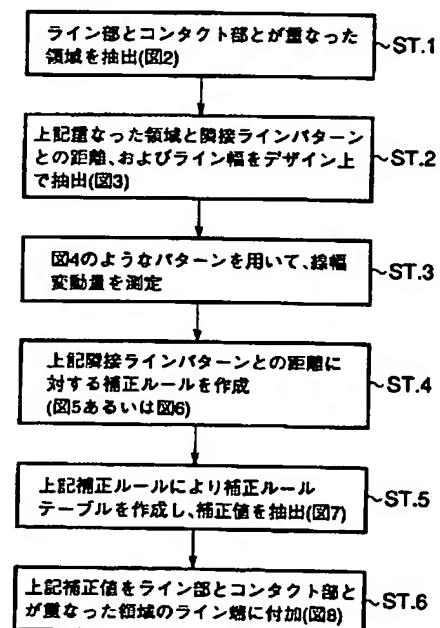 ライン部とコンタクト部とが重なった
領域を抽出(図2)
ST.1
上記重なった領域と隣接ラインパターン
との距離、およびライン幅をデザイン上
で抽出(図3)
ST.2
図4のようなパターンを用いて、線幅
変動量を測定
ST.3
上記隣接ラインパターンとの距離に
対する補正ルールを作成
(図5あるいは図6)
ST.4
上記補正ルールにより補正ルール
テーブルを作成し、補正値を抽出(図7)
ST.5
上記補正値をライン部とコンタクト部と
が重なった領域のライン端に付加(図8)
ST.6